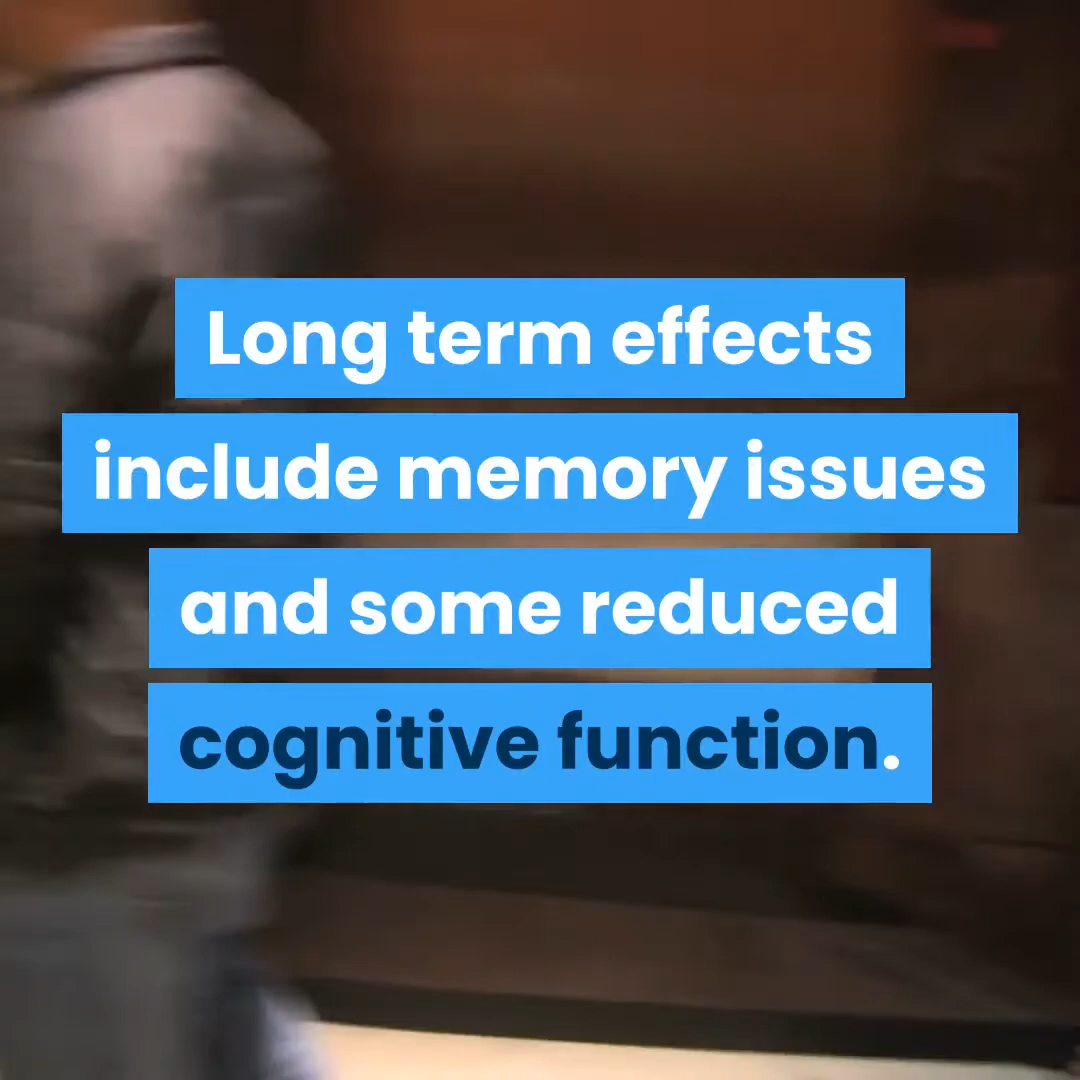 Long term effects
include memory issues
and some reduced
cognitive function.